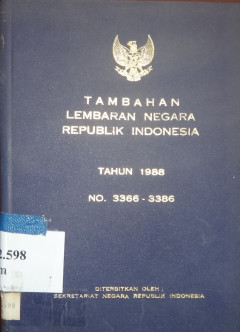 TAMBAHAN
LEMBARAN NEGARA
REPUBLIK INDONESIA
TAHUN 1988
NO. 3366 - 3386
2.598
m
DITERBITKAN OLEH :
SEKRETARIAT NEGARA REPUBLIK INDONESIA